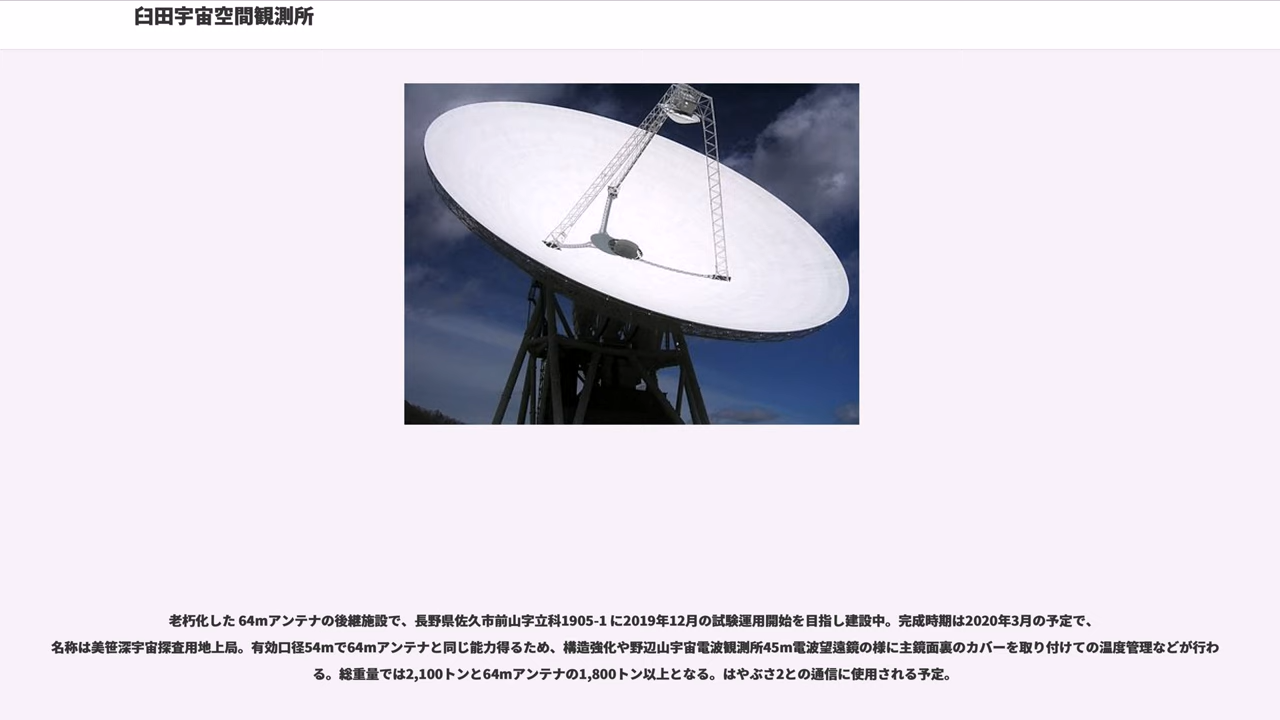 臼田宇宙空間観測所
老朽化した 64mアンテナの後継施設で、長野県佐久市前山字立科1905-1 に2019年12月の試験運用開始を目指し建設中。完成時期は2020年3月の予定で、
名称は美笹深宇宙探査用地上局。有効口径54mで64mアンテナと同じ能力得るため、構造強化や野辺山宇宙電波観測所45m電波望遠鏡の様に主鏡面裏のカバーを取り付けての温度管理などが行わ
る。総重量では2,100トンと64mアンテナの1,800トン以上となる。はやぶさ2との通信に使用される予定。